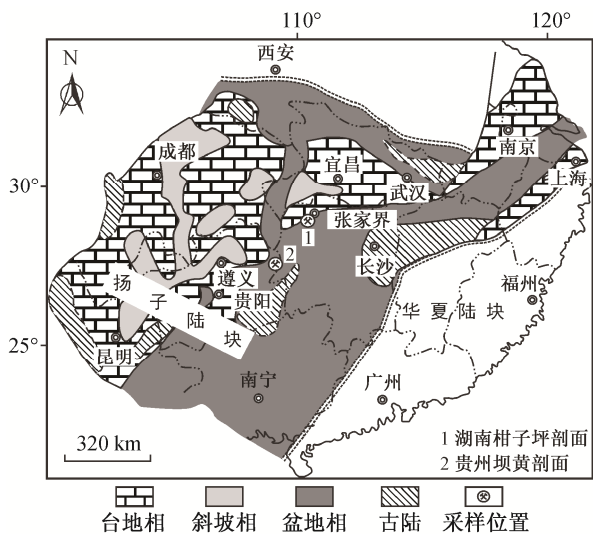 110°
120°
N
西安
成都
宜昌
南京
30°
武汉
上海
张家界
1
2
长沙
遵义
扬子陆块
贵阳
福州
华夏陆块
25°
昆明
南宁
广州
320 km
1 湖南柑子坪剖面
2 贵州坝黄剖面
台地相 斜坡相 盆地相 古陆 采样位置